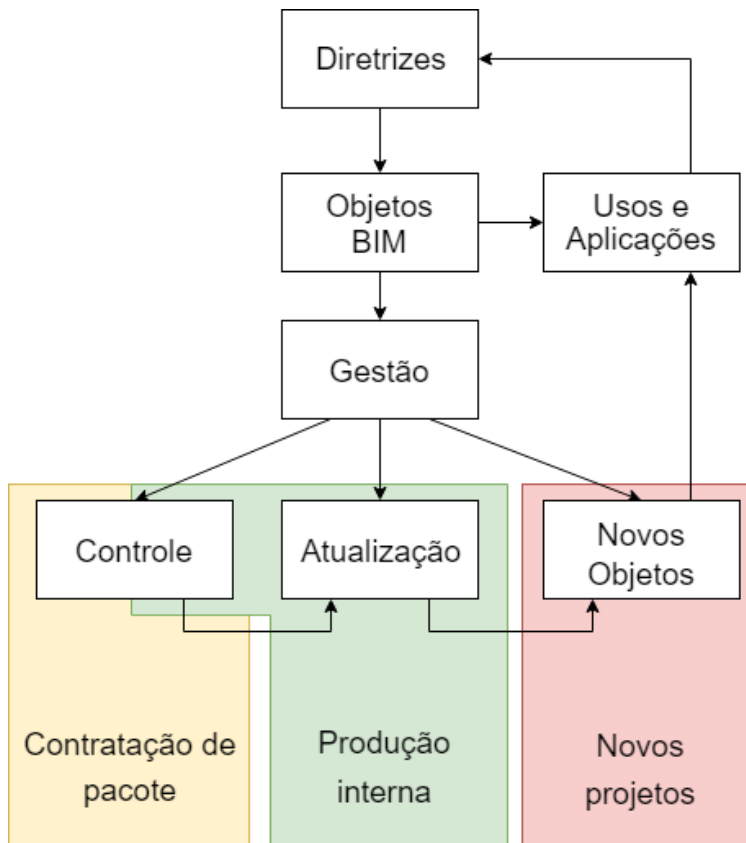 Diretrizes
Objetos
BIM
Usos e
Aplicações
Gestão
Controle
Atualização
Novos
Objetos
Contratação de
pacote
Produção
interna
Novos
projetos